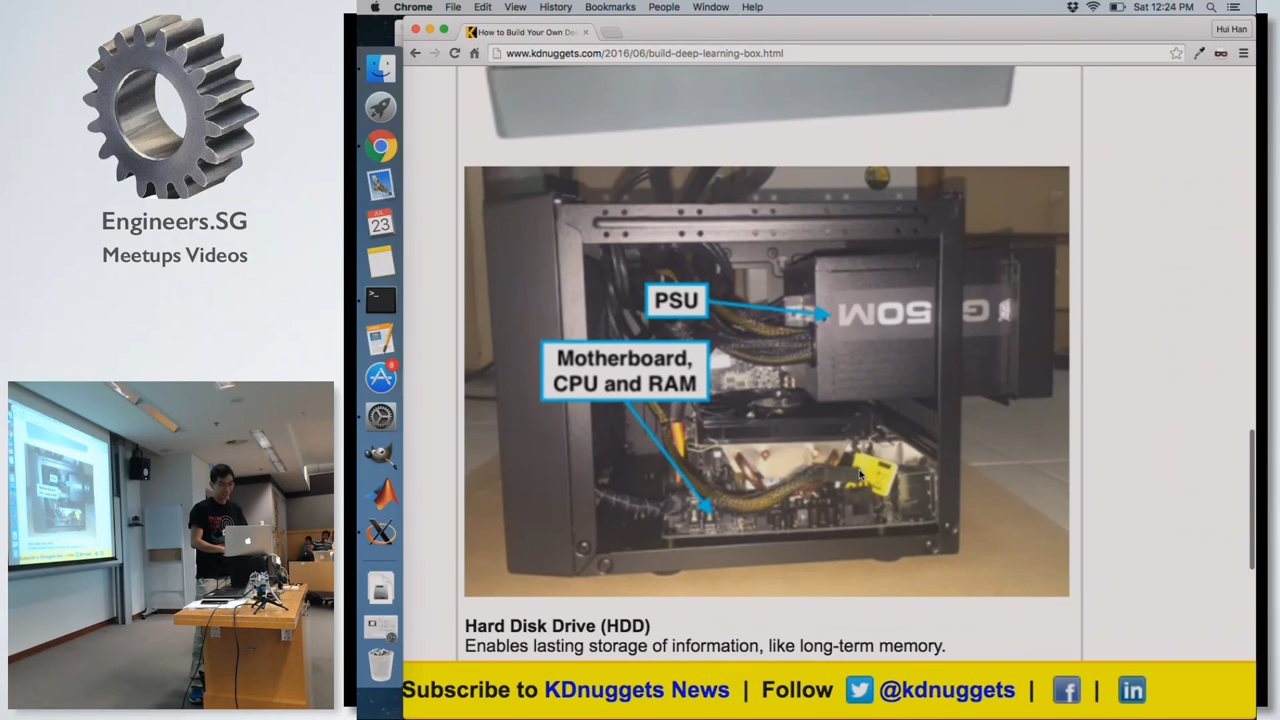 Engineers.SG
Meetups Videos
Chrome File Edit View History Bookmarks People Window Help
Sat 12:24 PM
How to Build Your Own De
Hui Han
www.kdnuggets.com/2016/06/build-deep-learning-box.html
JUL
23
8
PSU
50M
G
Motherboard,
CPU and RAM
Hard Disk Drive (HDD)
Enables lasting storage of information, like long-term memory.
Subscribe to KDnuggets News | Follow @kdnuggets | |